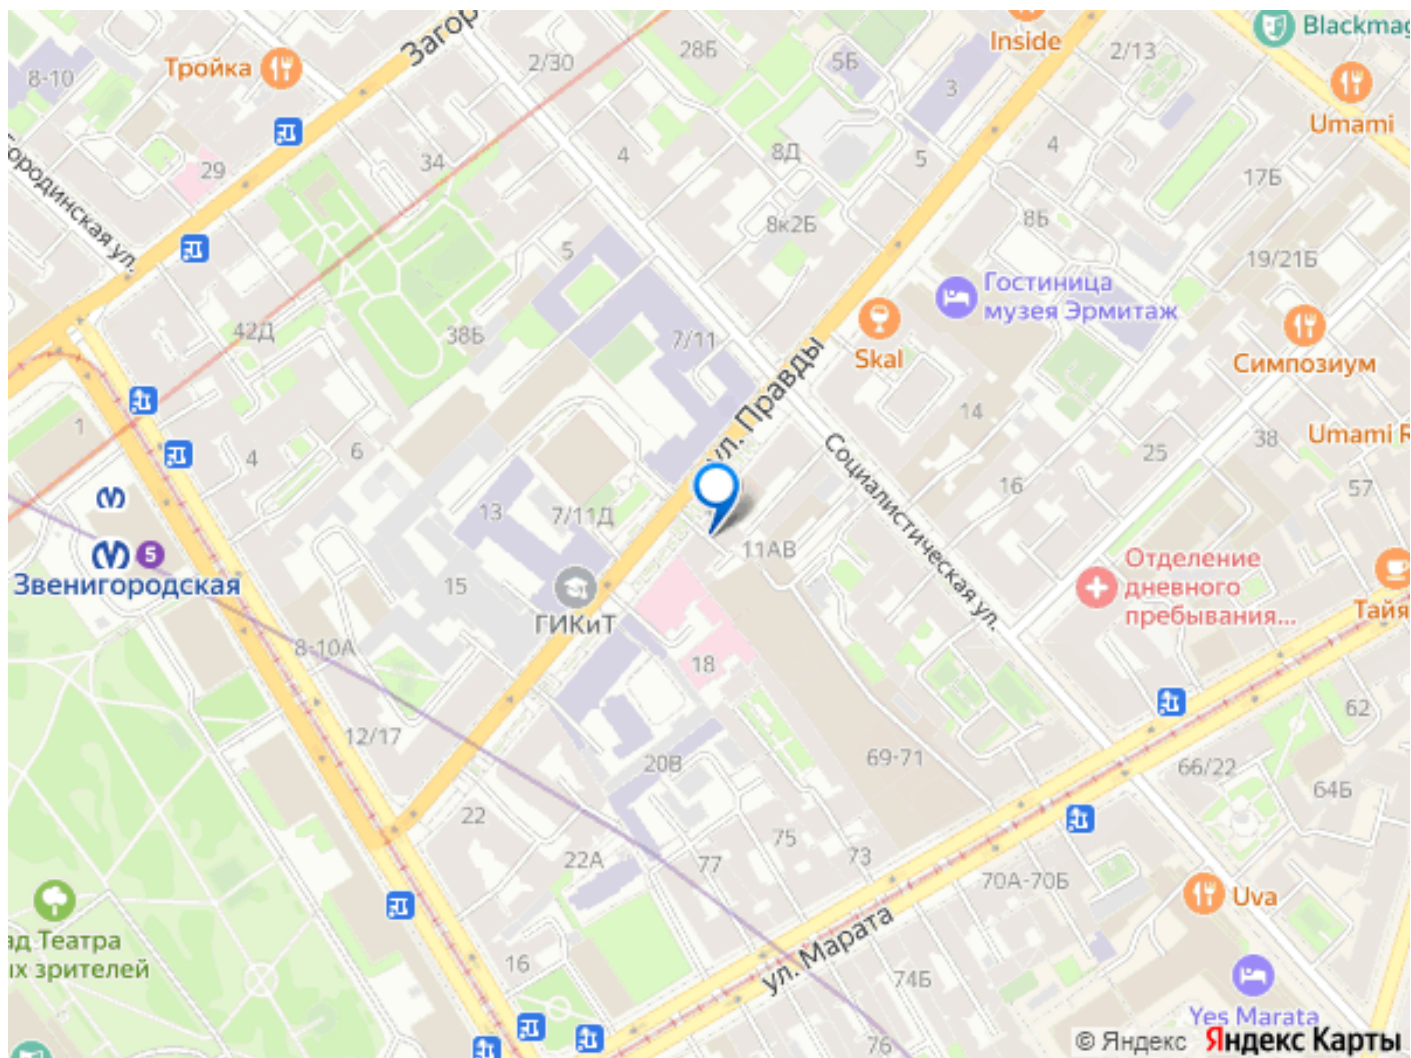 Blackmag
Inside
2/13
Загор
28Б
5Б
2/30
Тройка
8-10
3
Umami
34
4
8Д
5
4
29
17Б
ородинская ул.
8Б
8к2Б
5
19/21Б
Гостиница
музея Эрмитаж
42Д
38Б
7/11
Skal
Симпозиум
ул. Правды
14
1
Umami R
38
25
4
6
Социалистическая ул.
16
57
13
7/11Д
11АВ
5
Звенигородская
15
Отделение
дневного
пребывания...
Тайя
ГИКиТ
8-10А
18
62
12/17
20В
69-71
66/22
64Б
22
75
22А
77
73
70А-70Б
Uva
ул. Марата
ад Театра
ых зрителей
16
74Б
Yes Marata
76
© Яндекс Яндекс Карты